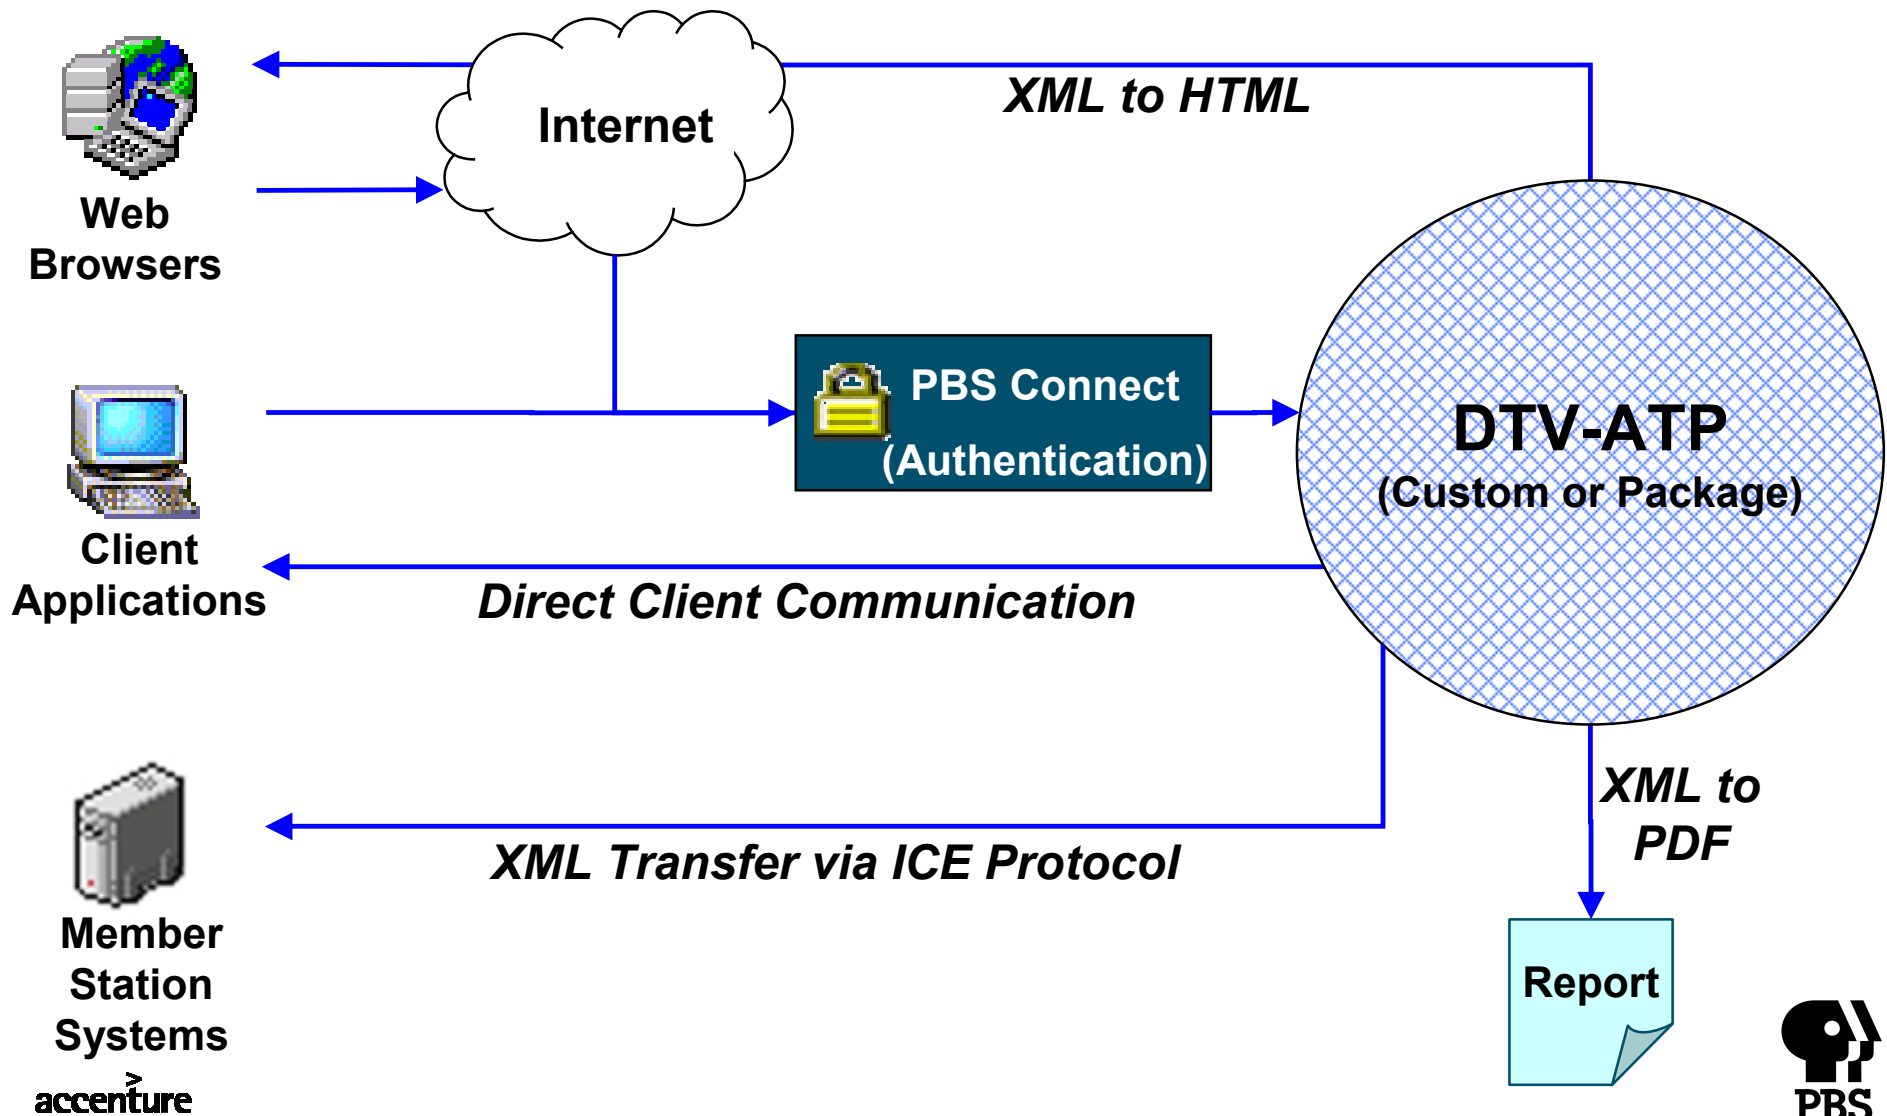 XML to HTML
Internet
Web
Browsers
PBS Connect
(Authentication)
DTV-ATP
(Custom or Package)
Client
Applications
Direct Client Communication
XML to
PDF
XML Transfer via ICE Protocol
Member
Station
Systems
Report
accenture
>
PBS